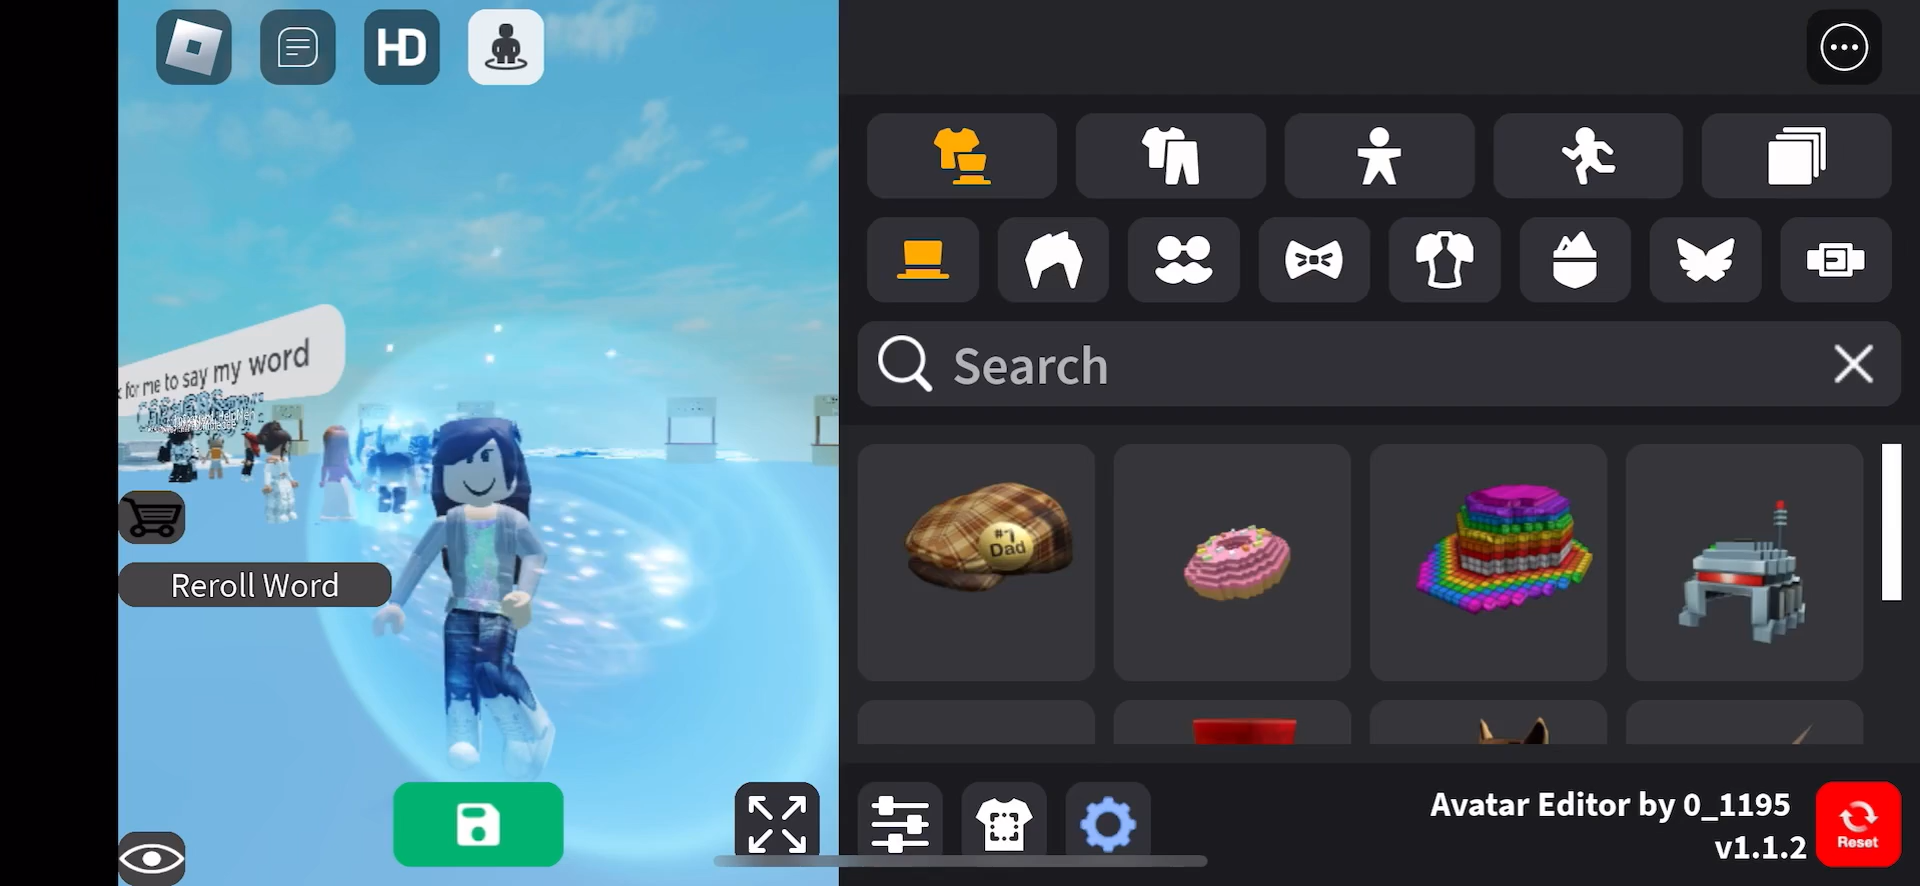 HD
for me to say my word
Search
#1
Dad
Reroll Word
Avatar Editor by 0_1195
v1.1.2
Reset